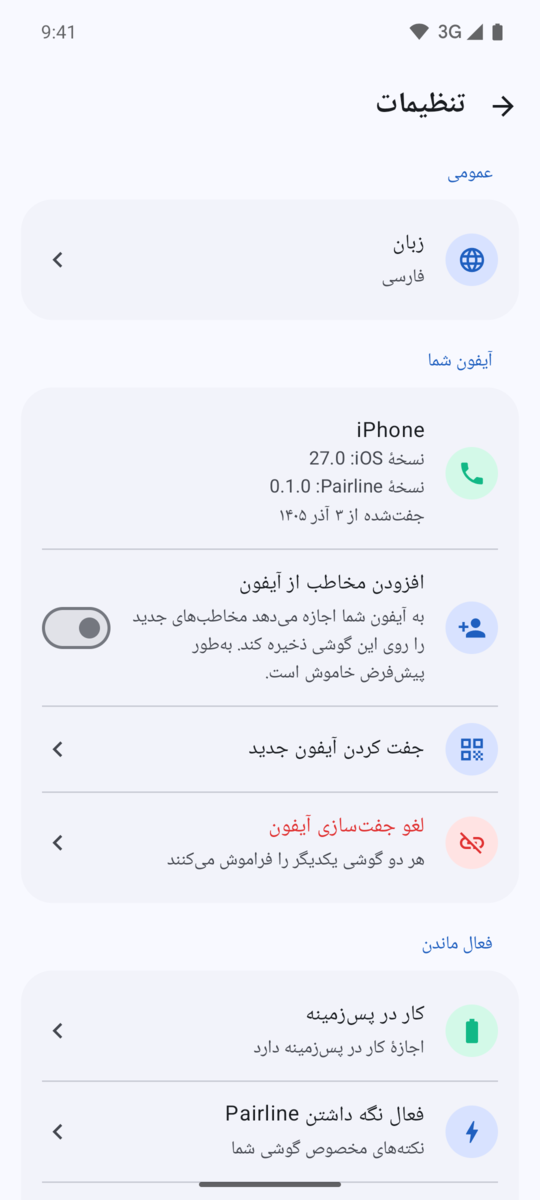 9:41
3G
تنظیمات
عمومی
زبان
فارسی
آیفون شما
iPhone
نسخهٔ iOS: 27.0
نسخهٔ Pairline: 0.1.0
جفت‌شده از ۳ آذر ۱۴۰۵
افزودن مخاطب از آیفون
به آیفون شما اجازه می‌دهد مخاطب‌های جدید
را روی این گوشی ذخیره کند. به‌طور
پیش‌فرض خاموش است.
جفت کردن آیفون جدید
لغو جفت‌سازی آیفون
هر دو گوشی یکدیگر را فراموش می‌کنند
فعال ماندن
کار در پس‌زمینه
اجازهٔ کار در پس‌زمینه دارد
فعال نگه داشتن Pairline
نکته‌های مخصوص گوشی شما